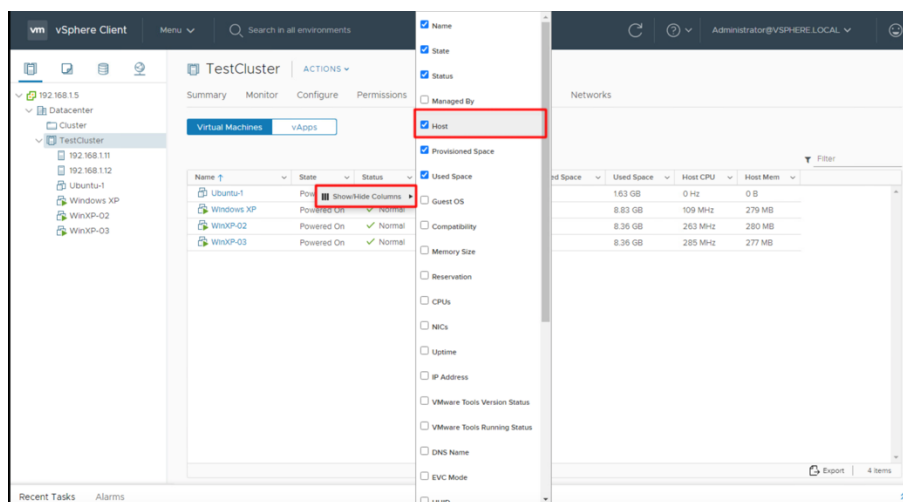 vm vSphere Client Menu Search in all environments Administrator@VSPHERE.LOCAL
TestCluster ACTIONS
Summary Monitor Configure Permissions Networks
Virtual Machines vApps
192.168.1.5
Datacenter
Cluster
TestCluster
192.168.1.11
192.168.1.12
Ubuntu-1
Windows XP
WinXP-02
WinXP-03
Filter
Name State Status ed Space Used Space Host CPU Host Mem
Ubuntu-1 Pow 1.63 GB 0 Hz 0 B
Windows XP Powered On Normal 8.83 GB 109 MHz 279 MB
WinXP-02 Powered On Normal 8.36 GB 263 MHz 280 MB
WinXP-03 Powered On Normal 8.36 GB 285 MHz 277 MB
Show/Hide Columns
Name
State
Status
Managed By
Host
Provisioned Space
Used Space
Guest OS
Compatibility
Memory Size
Reservation
CPUs
NICs
Uptime
IP Address
VMware Tools Version Status
VMware Tools Running Status
DNS Name
EVC Mode
UUID
Export 4 items
Recent Tasks Alarms